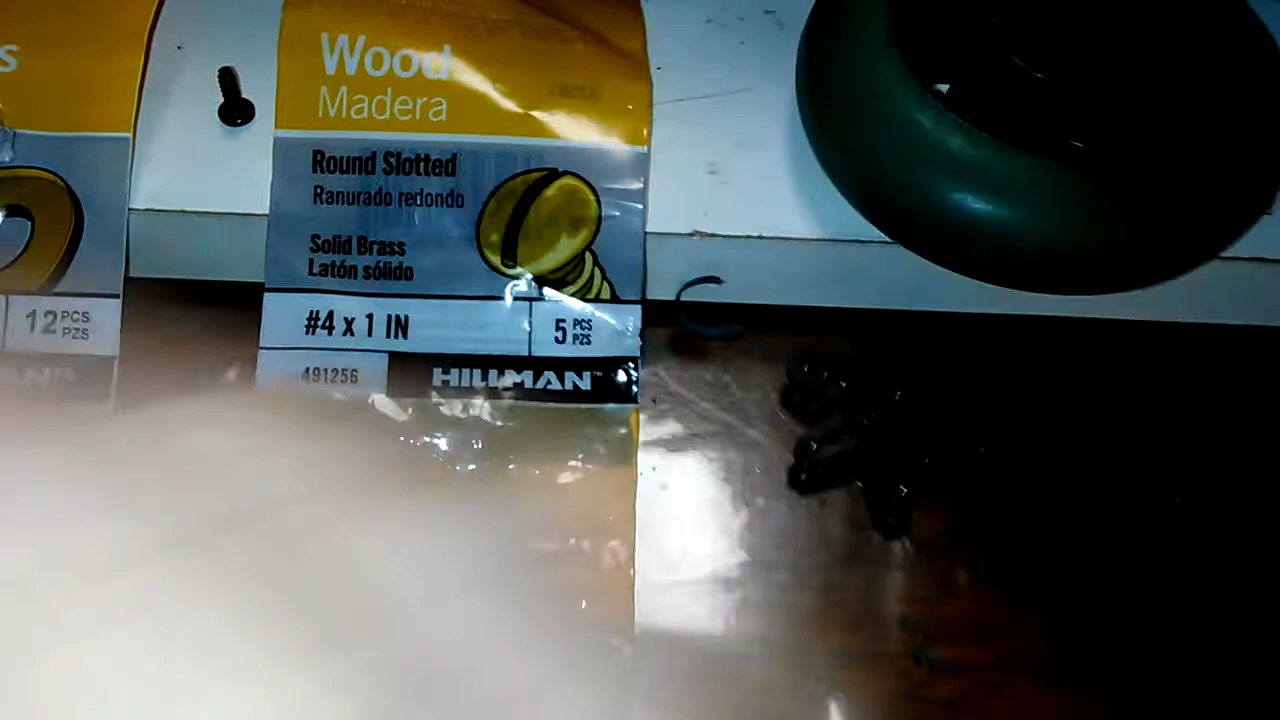 s
Wood
Madera
Round Slotted
Ranurado redondo
Solid Brass
Latón sólido
#4 x 1 IN
5 PCS
PZS
491256
HILLMAN™
12 PCS
PZS